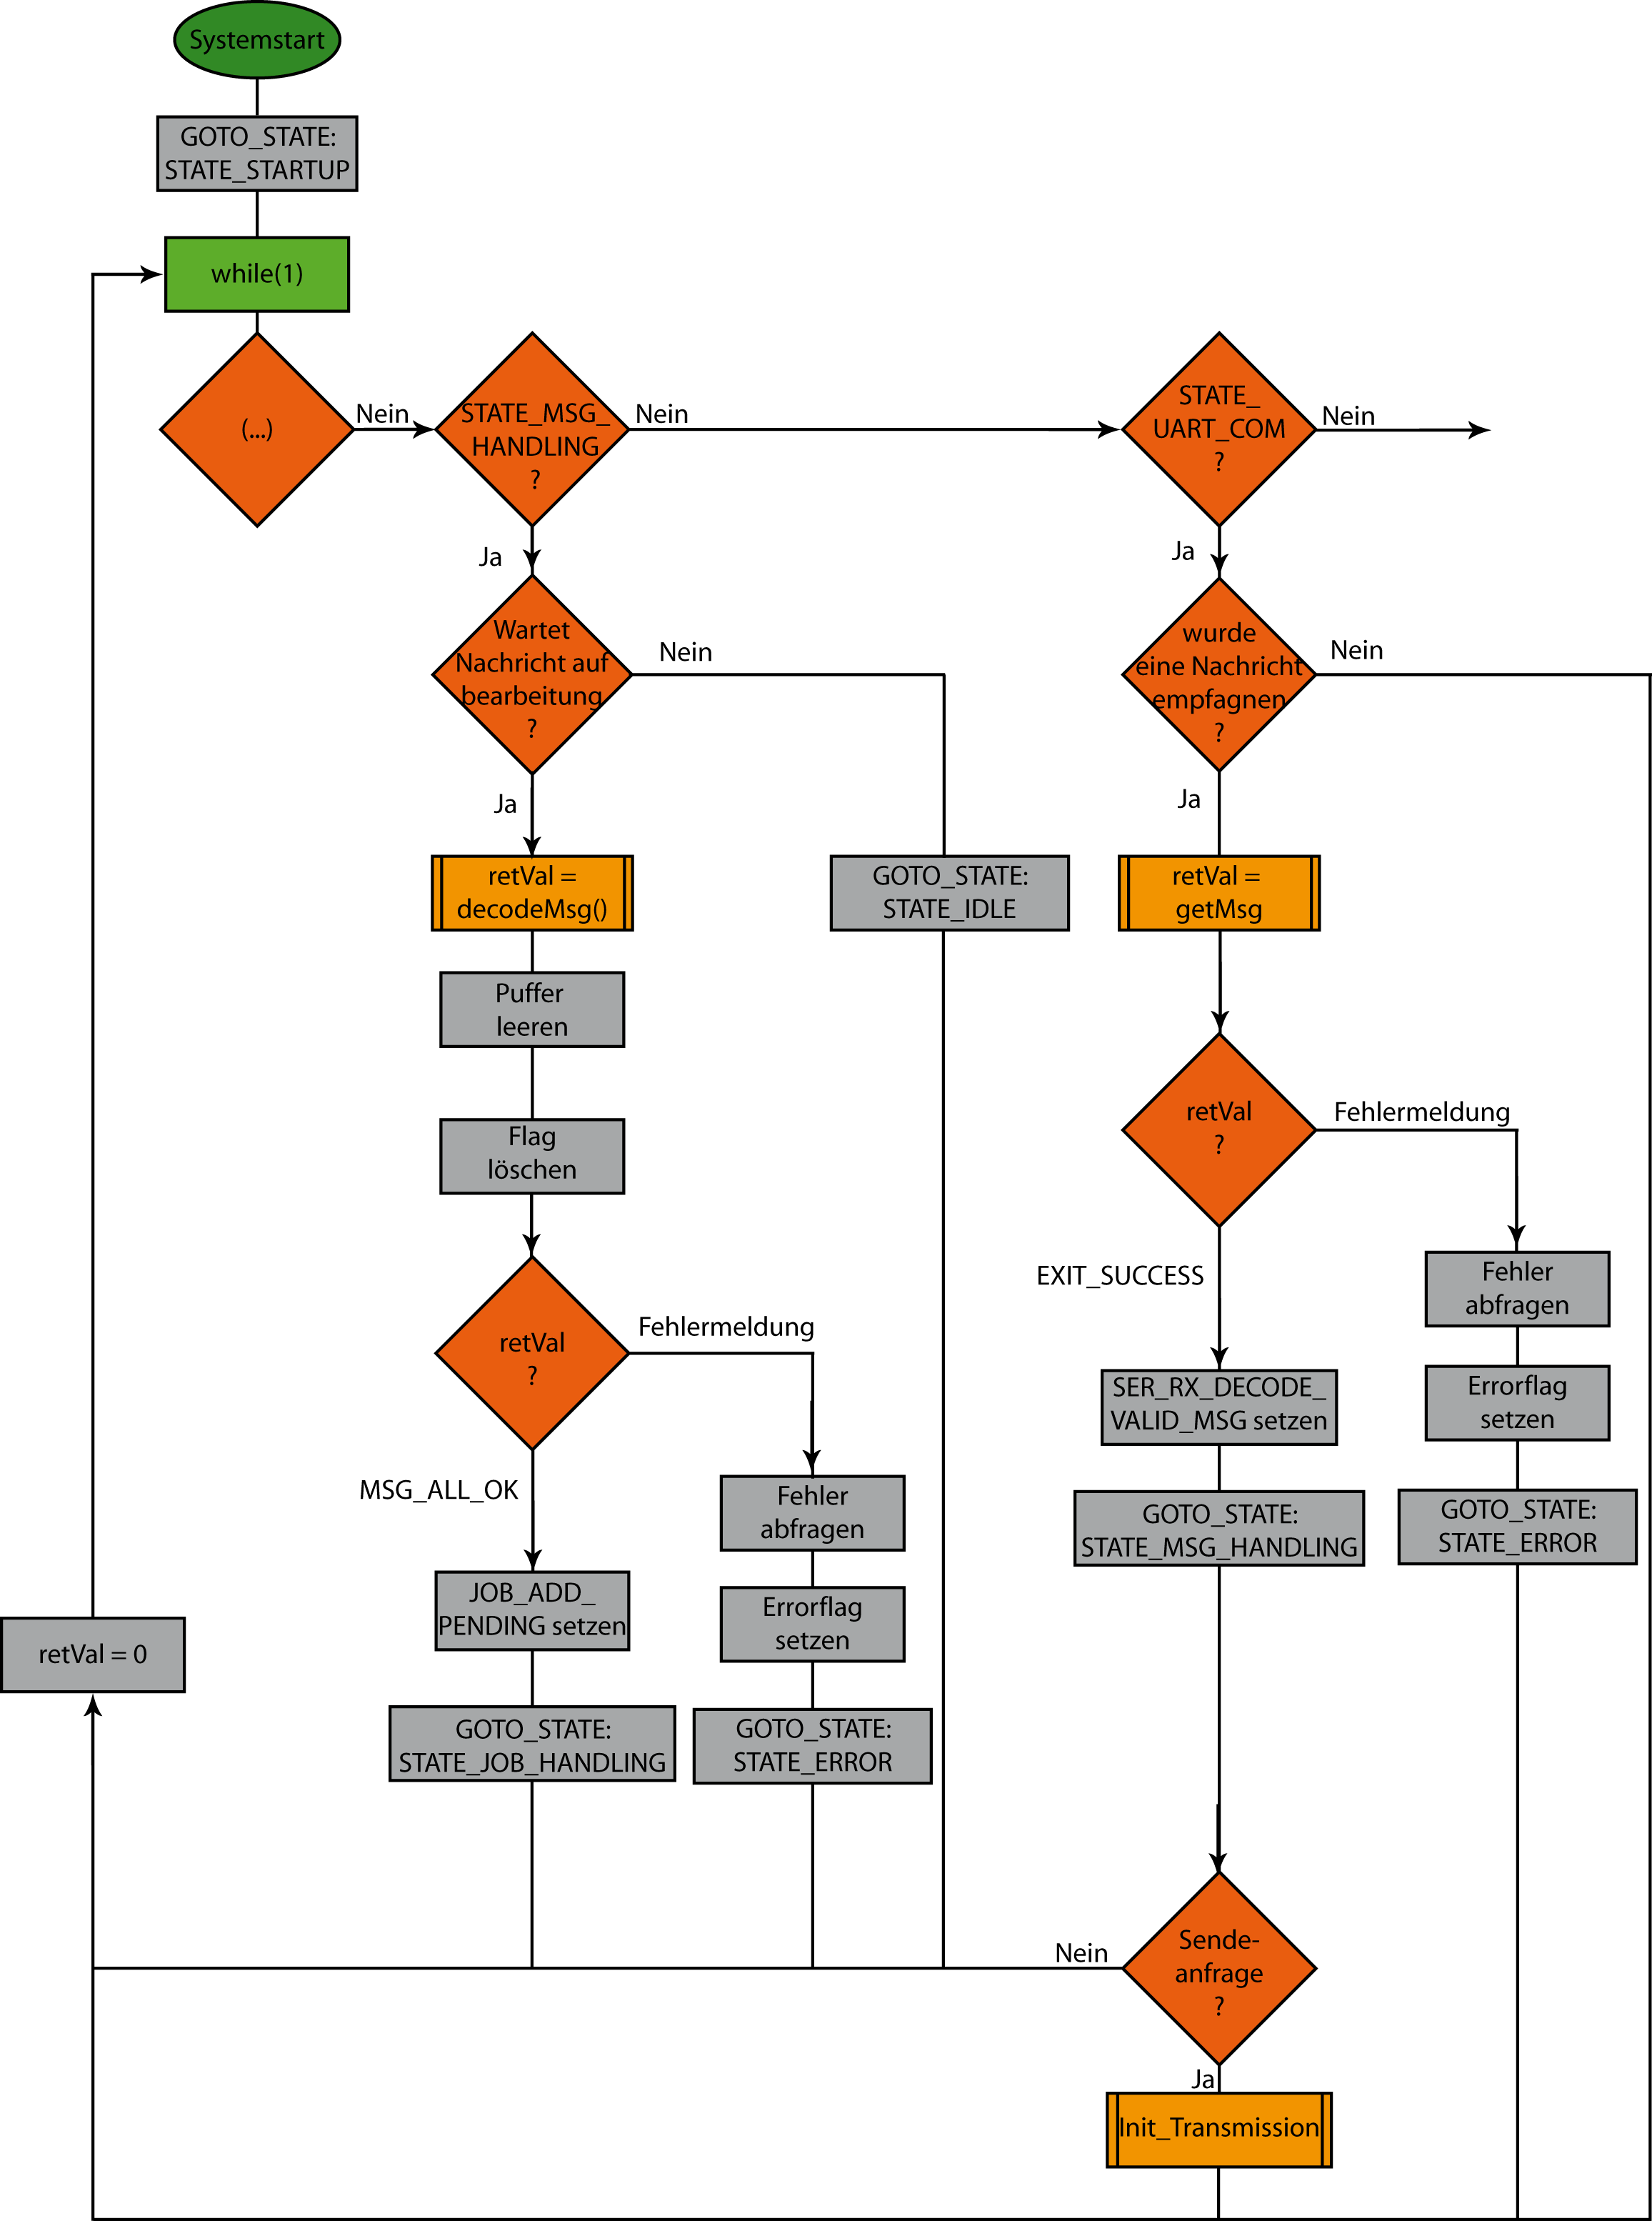 Systemstart
GOTO_STATE:
STATE_STARTUP
while(1)
(...)
Nein
STATE_MSG_
HANDLING
?
Nein
STATE_
UART_COM
?
Nein
Ja
Wartet
Nachricht auf
bearbeitung
?
Nein
Ja
retVal =
decodeMsg()
Puffer
leeren
Flag
löschen
retVal
?
Fehlermeldung
MSG_ALL_OK
JOB_ADD_
PENDING setzen
GOTO_STATE:
STATE_JOB_HANDLING
Fehler
abfragen
Errorflag
setzen
GOTO_STATE:
STATE_ERROR
GOTO_STATE:
STATE_IDLE
Ja
wurde
eine Nachricht
empfagnen
?
Nein
Ja
retVal =
getMsg
retVal
?
Fehlermeldung
EXIT_SUCCESS
SER_RX_DECODE_
VALID_MSG setzen
GOTO_STATE:
STATE_MSG_HANDLING
Fehler
abfragen
Errorflag
setzen
GOTO_STATE:
STATE_ERROR
Sende-
anfrage
?
Nein
Ja
Init_Transmission
retVal = 0